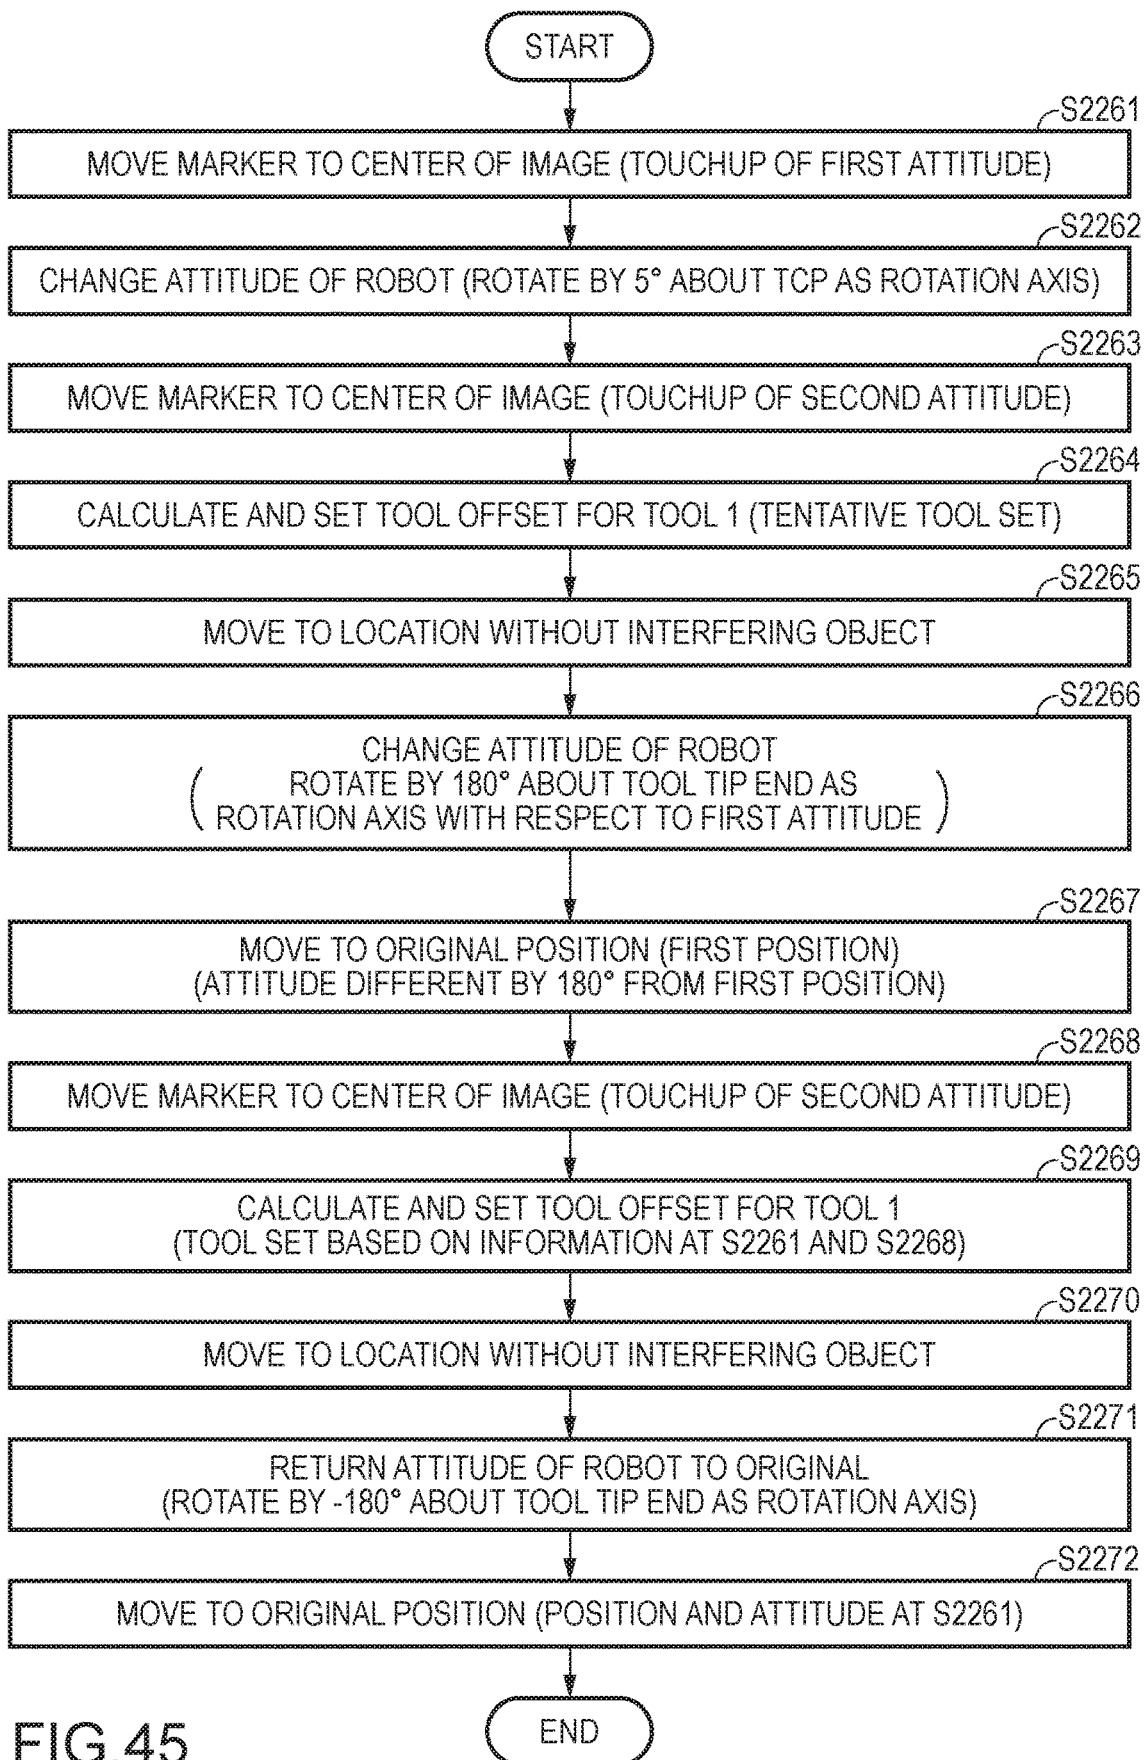 START
S2261
MOVE MARKER TO CENTER OF IMAGE (TOUCHUP OF FIRST ATTITUDE)
S2262
CHANGE ATTITUDE OF ROBOT (ROTATE BY 5° ABOUT TCP AS ROTATION AXIS)
S2263
MOVE MARKER TO CENTER OF IMAGE (TOUCHUP OF SECOND ATTITUDE)
S2264
CALCULATE AND SET TOOL OFFSET FOR TOOL 1 (TENTATIVE TOOL SET)
S2265
MOVE TO LOCATION WITHOUT INTERFERING OBJECT
S2266
CHANGE ATTITUDE OF ROBOT
(ROTATE BY 180° ABOUT TOOL TIP END AS
ROTATION AXIS WITH RESPECT TO FIRST ATTITUDE)
S2267
MOVE TO ORIGINAL POSITION (FIRST POSITION)
(ATTITUDE DIFFERENT BY 180° FROM FIRST POSITION)
S2268
MOVE MARKER TO CENTER OF IMAGE (TOUCHUP OF SECOND ATTITUDE)
S2269
CALCULATE AND SET TOOL OFFSET FOR TOOL 1
(TOOL SET BASED ON INFORMATION AT S2261 AND S2268)
S2270
MOVE TO LOCATION WITHOUT INTERFERING OBJECT
S2271
RETURN ATTITUDE OF ROBOT TO ORIGINAL
(ROTATE BY -180° ABOUT TOOL TIP END AS ROTATION AXIS)
S2272
MOVE TO ORIGINAL POSITION (POSITION AND ATTITUDE AT S2261)
END
FIG.45